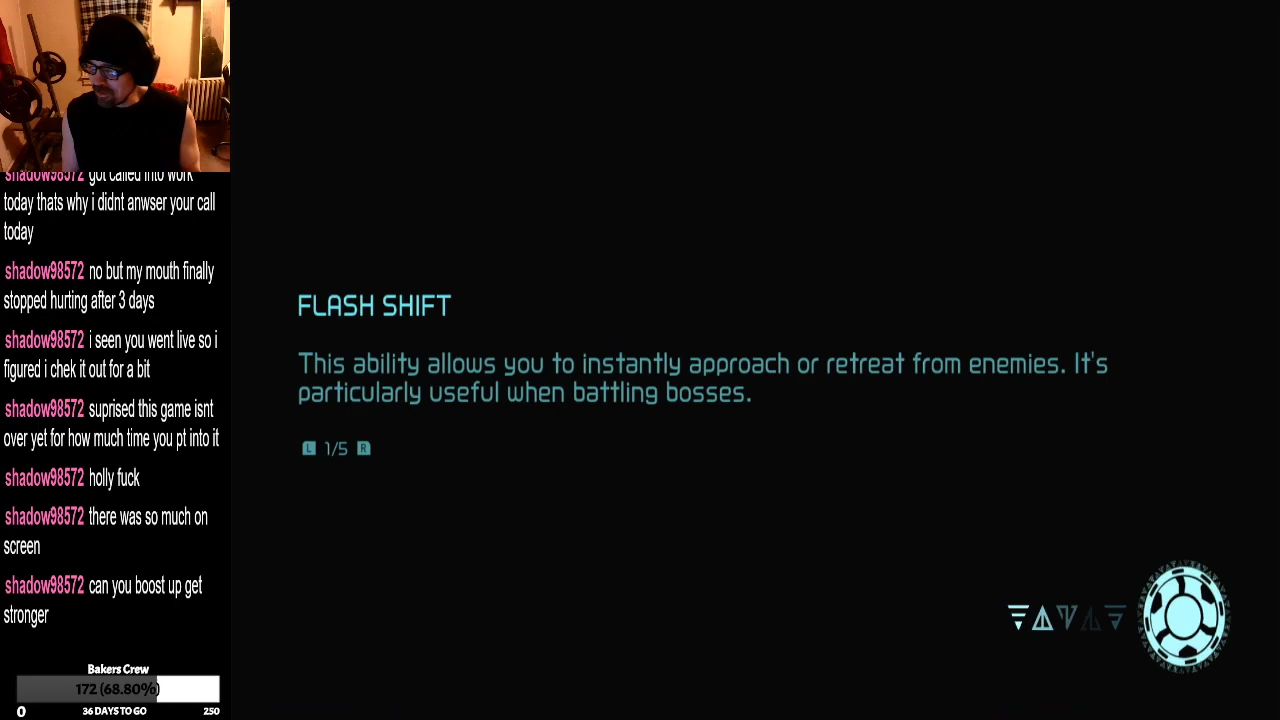 shadow98572 got called into work
today thats why i didnt anwser your call
today
shadow98572 no but my mouth finally
stopped hurting after 3 days
shadow98572 i seen you went live so i
figured i chek it out for a bit
shadow98572 suprised this game isnt
over yet for how much time you pt into it
shadow98572 holly fuck
shadow98572 there was so much on
screen
shadow98572 can you boost up get
stronger
Bakers Crew
172 (68.80%)
0 36 DAYS TO GO 250
FLASH SHIFT
This ability allows you to instantly approach or retreat from enemies. It's
particularly useful when battling bosses.
L 1/5 R